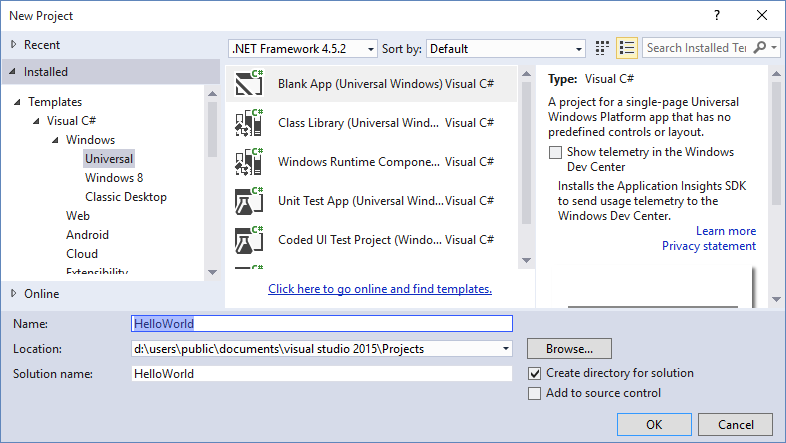 New Project
?
Recent
Installed
Templates
Visual C#
Windows
Universal
Windows 8
Classic Desktop
Web
Android
Cloud
Extensibility
Online
.NET Framework 4.5.2
Sort by: Default
Search Installed Te
C# Blank App (Universal Windows) Visual C#
C# Class Library (Universal Wind... Visual C#
C# Windows Runtime Compone... Visual C#
C# Unit Test App (Universal Wind... Visual C#
C# Coded UI Test Project (Windo... Visual C#
C#
Click here to go online and find templates.
Type: Visual C#
A project for a single-page Universal
Windows Platform app that has no
predefined controls or layout.
Show telemetry in the Windows
Dev Center
Installs the Application Insights SDK
to send usage telemetry to the
Windows Dev Center.
Learn more
Privacy statement
Name: HelloWorld
Location: d:\users\public\documents\visual studio 2015\Projects
Browse...
Solution name: HelloWorld
Create directory for solution
Add to source control
OK
Cancel